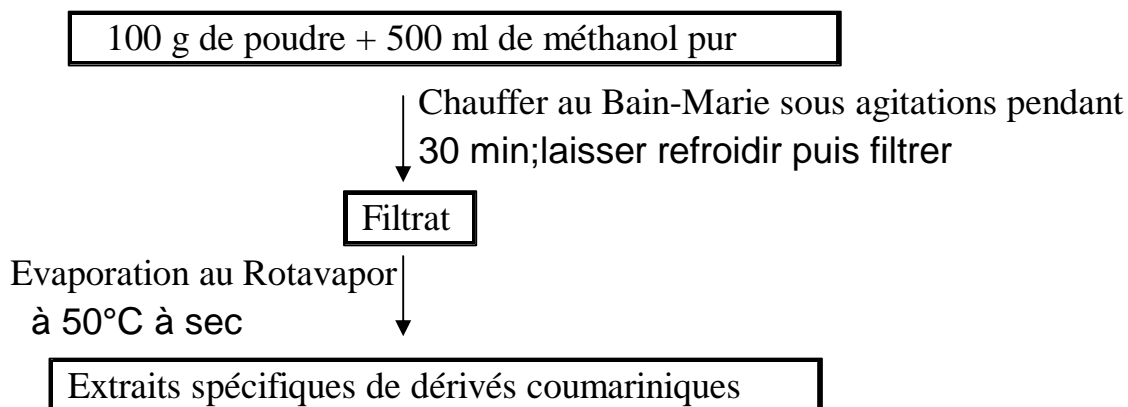 100 g de poudre + 500 ml de méthanol pur
Chauffer au Bain-Marie sous agitations pendant
30 min;laisser refroidir puis filtrer
Filtrat
Evaporation au Rotavapor
à 50°C à sec
Extraits spécifiques de dérivés coumariniques